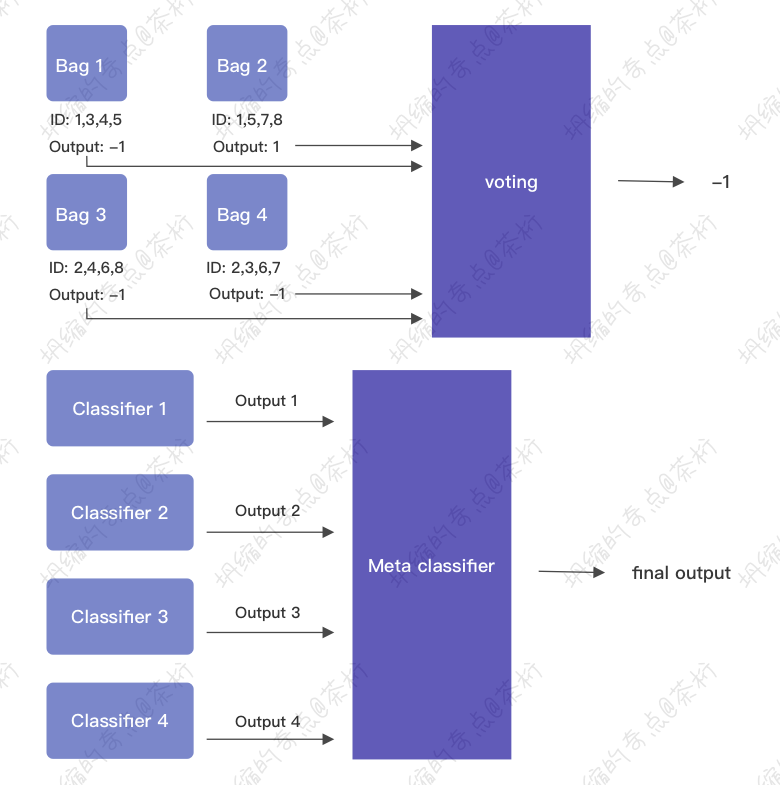 Bag 1
Bag 2
ID: 1,3,4,5
ID: 1,5,7,8
Output: –1
Output: 1
voting
–1
Bag 3
Bag 4
ID: 2,4,6,8
ID: 2,3,6,7
Output: –1
Output: –1
Classifier 1
Output 1
Classifier 2
Output 2
Meta classifier
final output
Classifier 3
Output 3
Classifier 4
Output 4
坍缩的奇点@茶桁